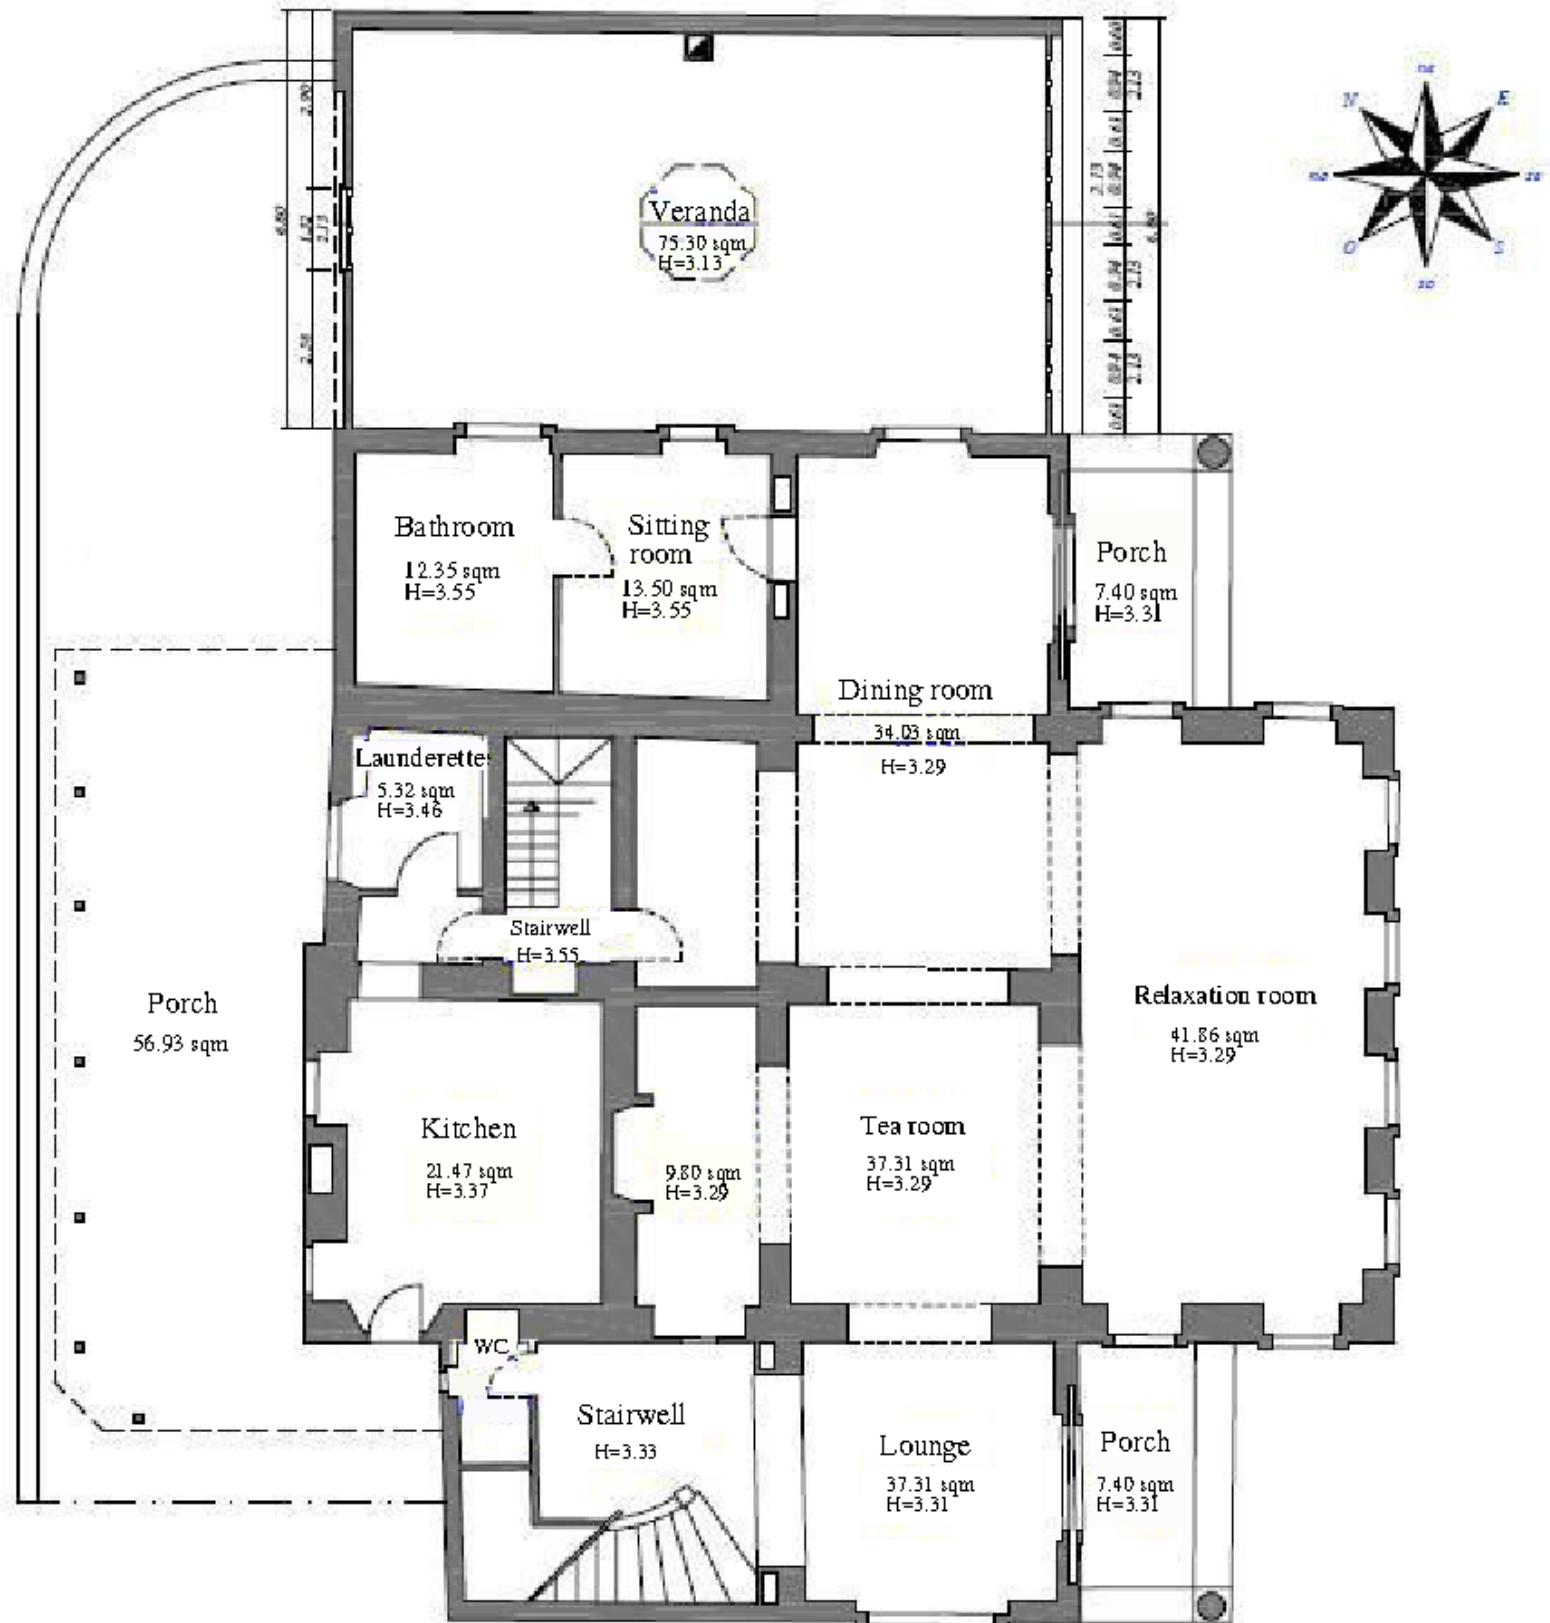 N
E
O
S
Veranda
75.30 sqm
H=3.13
Bathroom
12.35 sqm
H=3.55
Sitting
room
13.50 sqm
H=3.55
Porch
7.40 sqm
H=3.31
Dining room
34.03 sqm
H=3.29
Launderette
5.32 sqm
H=3.46
Stairwell
H=3.55
Porch
56.93 sqm
Relaxation room
41.86 sqm
H=3.29
Kitchen
21.47 sqm
H=3.37
9.80 sqm
H=3.29
Tea room
37.31 sqm
H=3.29
WC
Stairwell
H=3.33
Lounge
37.31 sqm
H=3.31
Porch
7.40 sqm
H=3.31